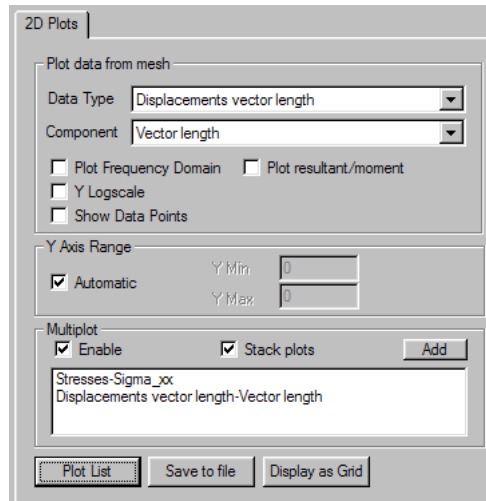 2D Plots
Plot data from mesh
Data Type Displacements vector length
Component Vector length
Plot Frequency Domain Plot resultant/moment
Y Logscale
Show Data Points
Y Axis Range
Automatic Y Min 0
Y Max 0
Multiplot
Enable Stack plots Add
Stresses-Sigma_xx
Displacements vector length-Vector length
Plot List Save to file Display as Grid